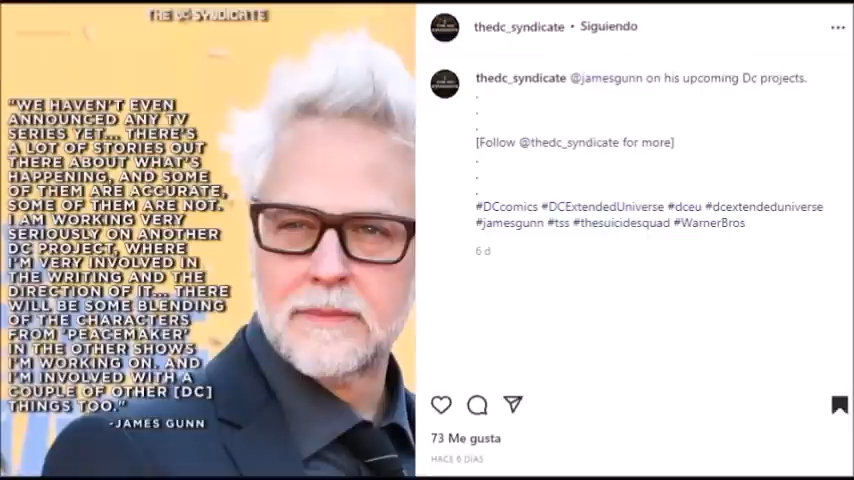 THE DC SYNDICATE
"WE HAVEN'T EVEN
ANNOUNCED ANY TV
SERIES YET... THERE'S
A LOT OF STORIES OUT
THERE ABOUT WHAT'S
HAPPENING, AND SOME
OF THEM ARE ACCURATE,
SOME OF THEM ARE NOT.
I AM WORKING VERY
SERIOUSLY ON ANOTHER
DC PROJECT, WHERE
I'M VERY INVOLVED IN
THE WRITING AND THE
DIRECTION OF IT... THERE
WILL BE SOME BLENDING
OF THE CHARACTERS
FROM 'PEACEMAKER'
IN THE OTHER SHOWS
I'M WORKING ON. AND
I'M INVOLVED WITH A
COUPLE OF OTHER [DC]
THINGS TOO."
-JAMES GUNN
thedc_syndicate • Siguiendo
thedc_syndicate @jamesgunn on his upcoming Dc projects.
.
.
.
[Follow @thedc_syndicate for more]
.
.
.
#DCcomics #DCExtendedUniverse #dceu #dcextendeduniverse
#jamesgunn #tss #thesuicidesquad #WarnerBros
6 d
73 Me gusta
HACE 6 DÍAS